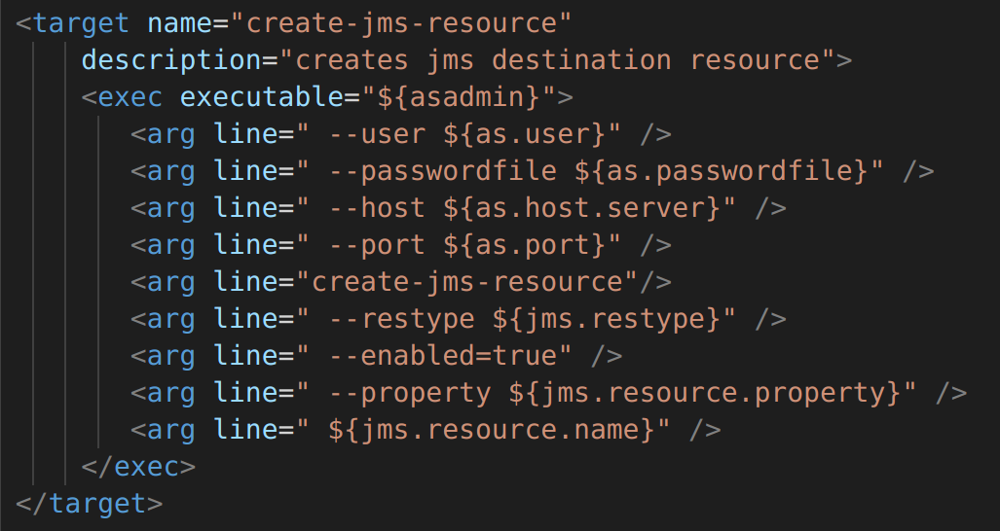 <target name="create-jms-resource"
description="creates jms destination resource">
<exec executable="${asadmin}">
<arg line=" --user ${as.user}" />
<arg line=" --passwordfile ${as.passwordfile}" />
<arg line=" --host ${as.host.server}" />
<arg line=" --port ${as.port}" />
<arg line="create-jms-resource"/>
<arg line=" --restype ${jms.restype}" />
<arg line=" --enabled=true" />
<arg line=" --property ${jms.resource.property}" />
<arg line=" ${jms.resource.name}" />
</exec>
</target>